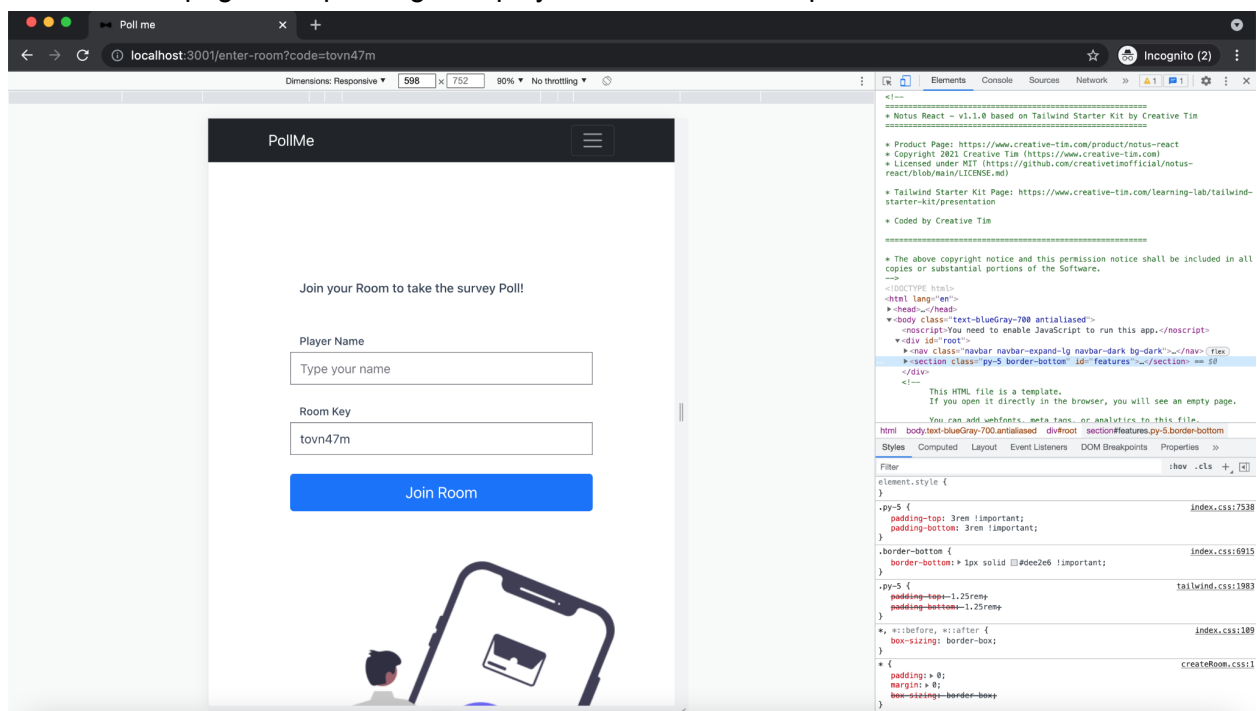 Poll me
localhost:3001/enter-room?code=tovn47m
Incognito (2)
Dimensions: Responsive ▼ 598 × 752 90% ▼ No throttling ▼
Elements Console Sources Network » 1 1
PollMe
Join your Room to take the survey Poll!
Player Name
Type your name
Room Key
tovn47m
Join Room
<!--
=========================================================
* Notus React - v1.1.0 based on Tailwind Starter Kit by Creative Tim
=========================================================
* Product Page: https://www.creative-tim.com/product/notus-react
* Copyright 2021 Creative Tim (https://www.creative-tim.com)
* Licensed under MIT (https://github.com/creativetimofficial/notus-
react/blob/main/LICENSE.md)
* Tailwind Starter Kit Page: https://www.creative-tim.com/learning-lab/tailwind-
starter-kit/presentation
* Coded by Creative Tim
=========================================================
* The above copyright notice and this permission notice shall be included in all
copies or substantial portions of the Software.
-->
<!DOCTYPE html>
<html lang="en">
▶<head>…</head>
▼<body class="text-blueGray-700 antialiased">
<noscript>You need to enable JavaScript to run this app.</noscript>
▼<div id="root">
▶<nav class="navbar navbar-expand-lg navbar-dark bg-dark">…</nav> flex
▶<section class="py-5 border-bottom" id="features">…</section> == $0
</div>
<!--
This HTML file is a template.
If you open it directly in the browser, you will see an empty page.
You can add webfonts, meta tags, or analytics to this file.
html body.text-blueGray-700.antialiased div#root section#features.py-5.border-bottom
Styles Computed Layout Event Listeners DOM Breakpoints Properties »
Filter :hov .cls +
element.style {
}
.py-5 { index.css:7538
padding-top: 3rem !important;
padding-bottom: 3rem !important;
}
.border-bottom { index.css:6915
border-bottom: ▶ 1px solid #dee2e6 !important;
}
.py-5 { tailwind.css:1983
padding-top: 1.25rem;
padding-bottom: 1.25rem;
}
*, *::before, *::after { index.css:109
box-sizing: border-box;
}
* { createRoom.css:1
padding: ▶ 0;
margin: ▶ 0;
box-sizing: border-box;
}